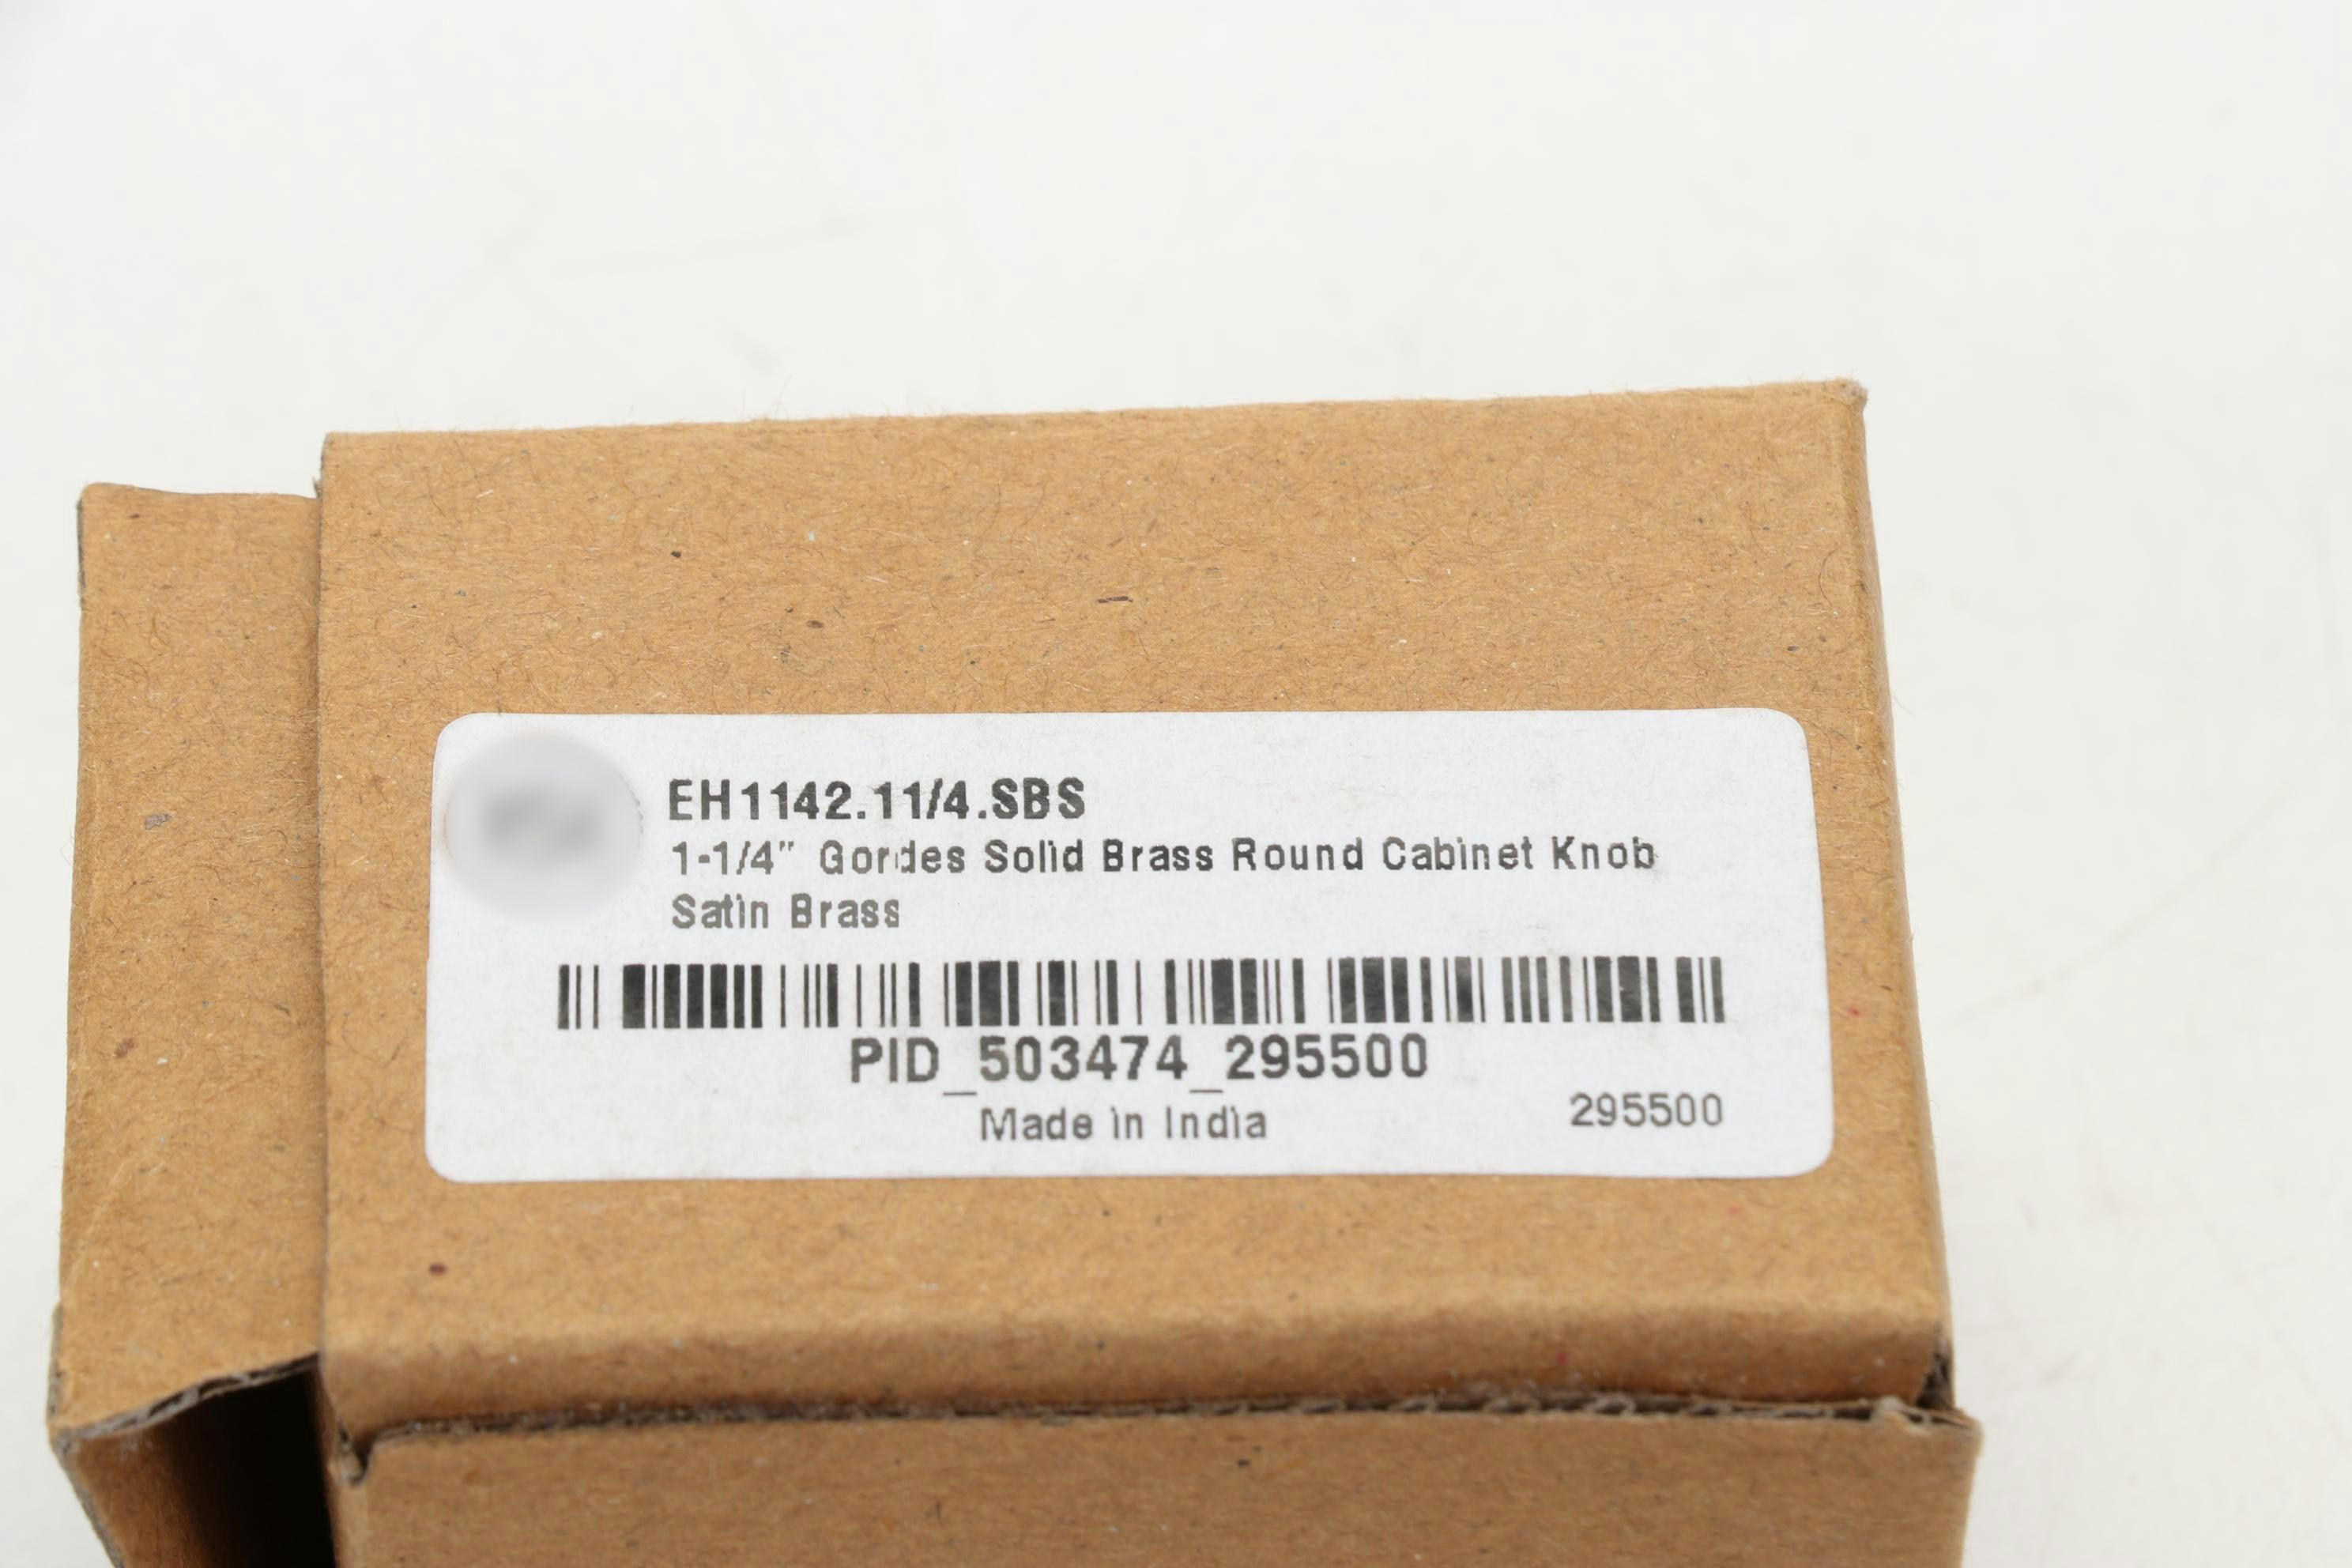 EH1142.11/4.SBS
1-1/4" Gordes Solid Brass Round Cabinet Knob
Satin Brass
PID_503474_295500
Made in India
295500